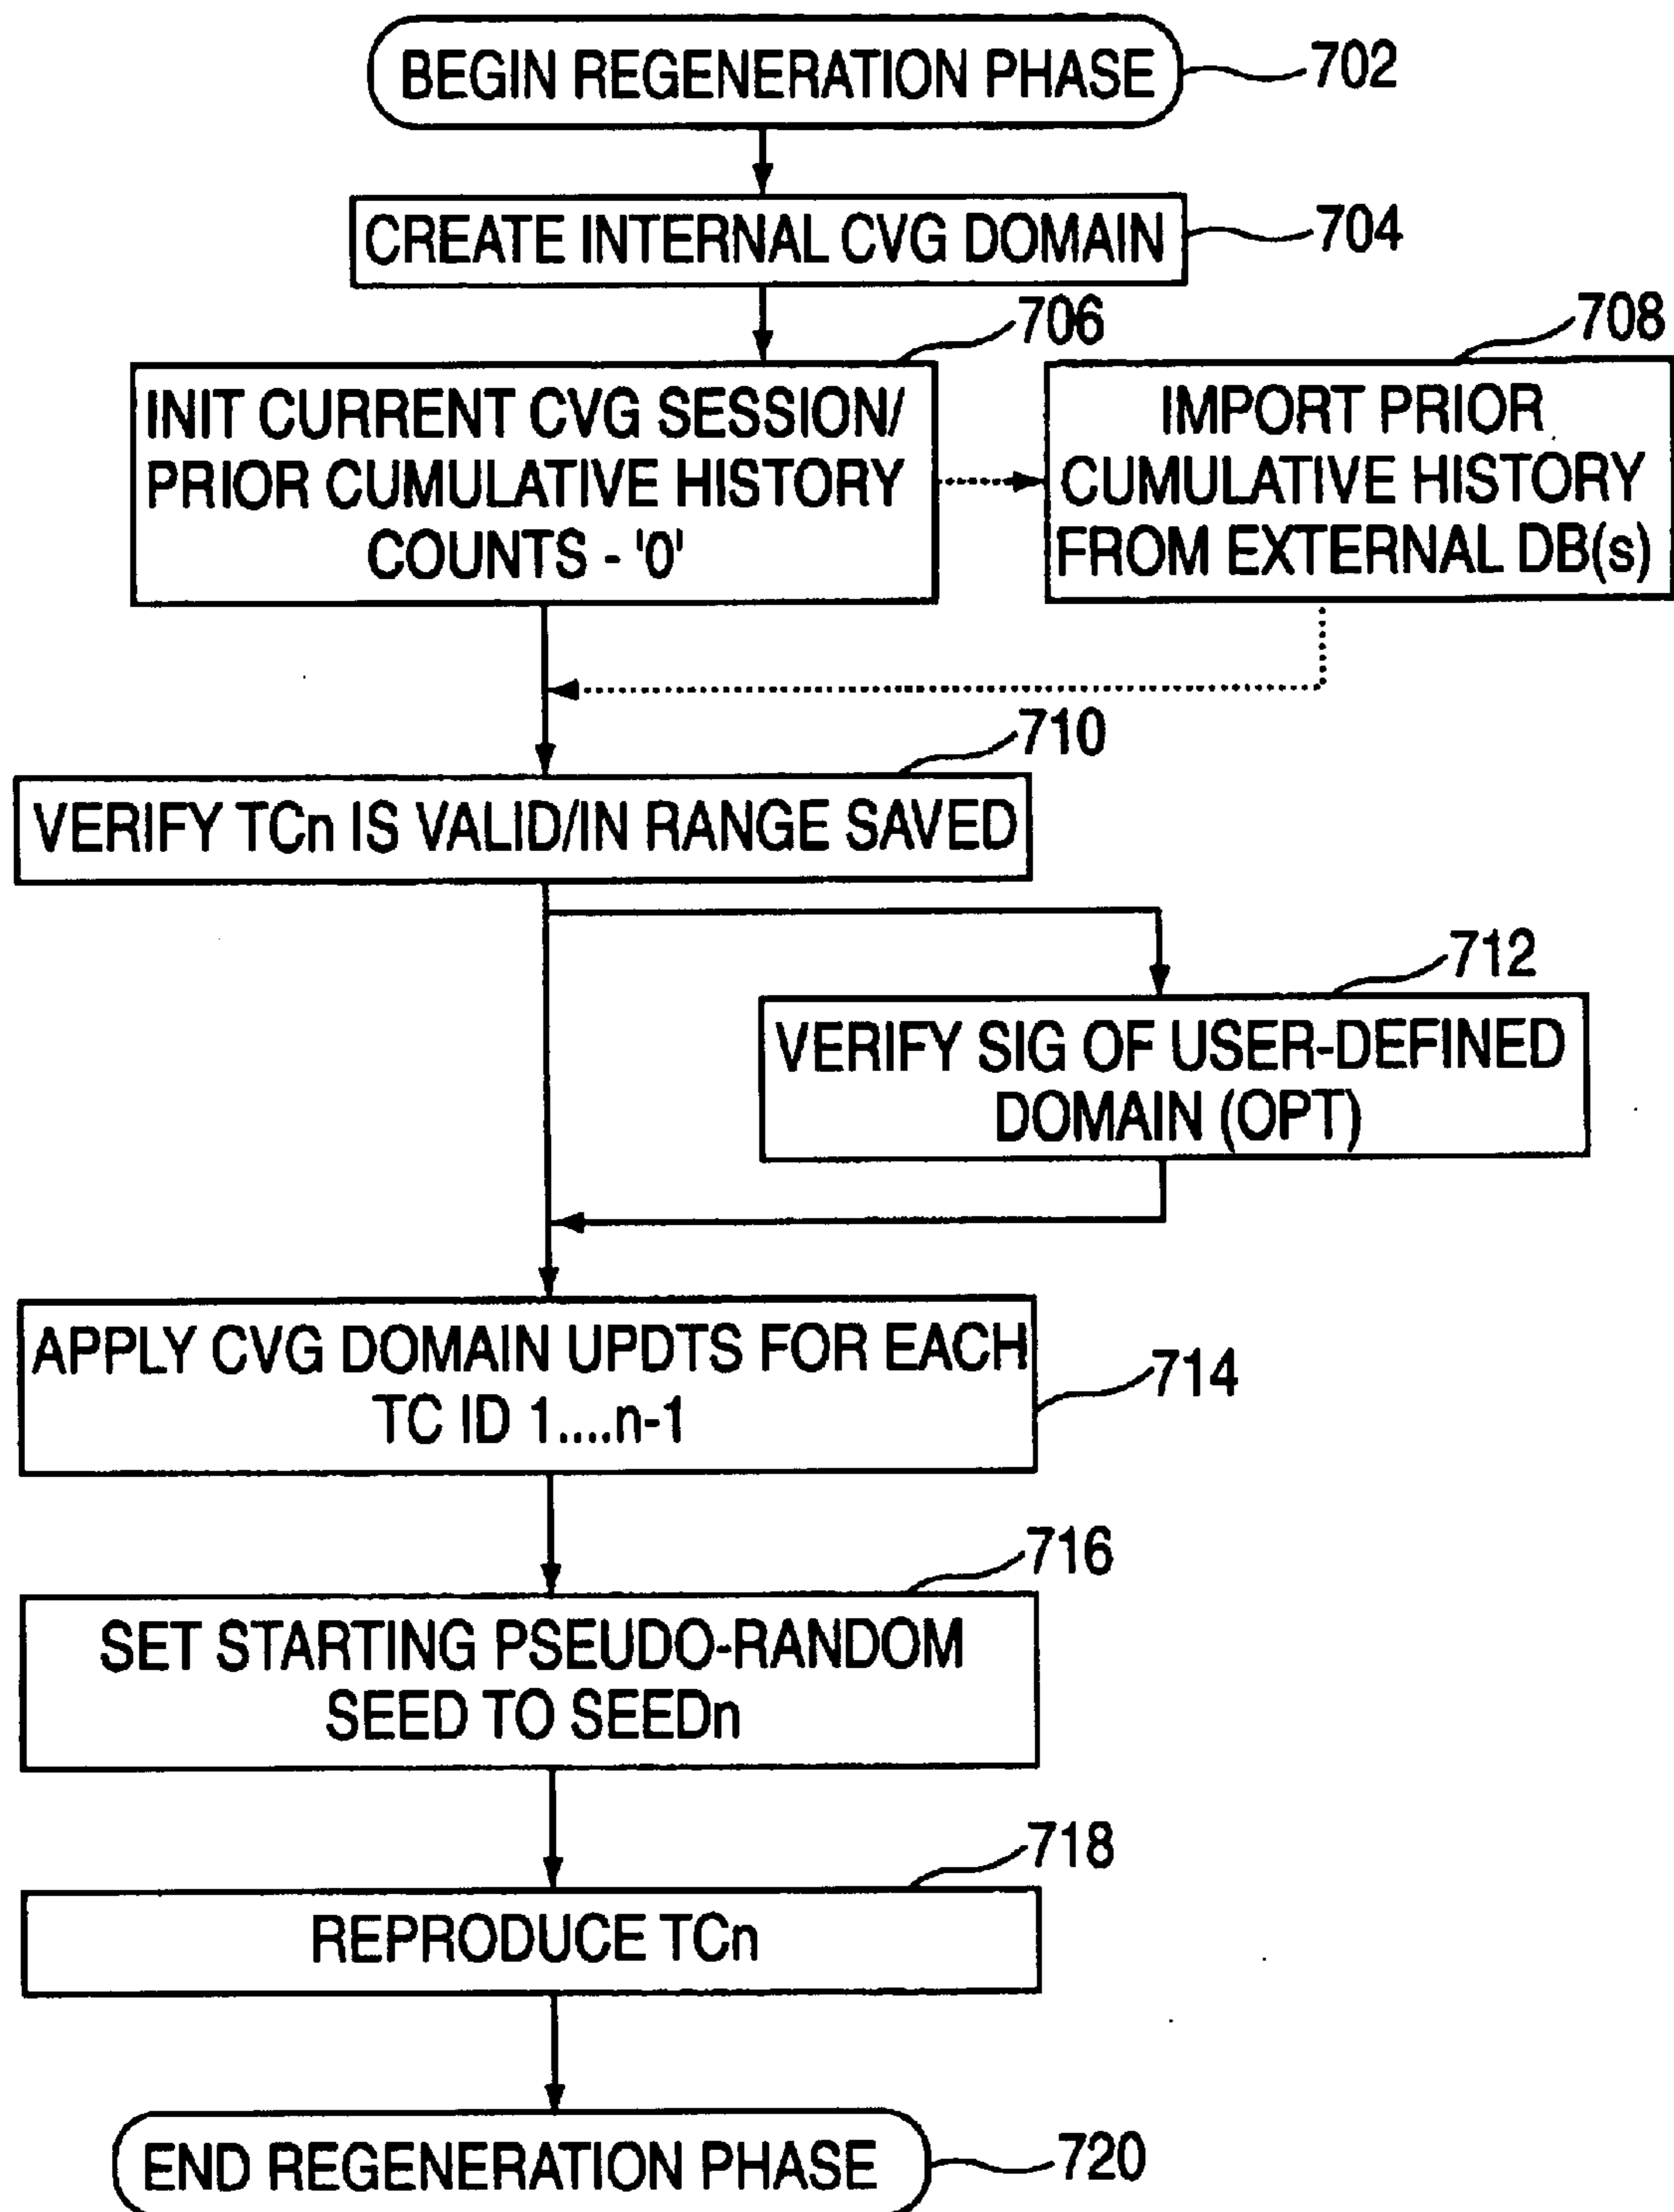 BEGIN REGENERATION PHASE
702
CREATE INTERNAL CVG DOMAIN
704
706
INIT CURRENT CVG SESSION/
PRIOR CUMULATIVE HISTORY
COUNTS - '0'
708
IMPORT PRIOR
CUMULATIVE HISTORY
FROM EXTERNAL DB(s)
710
VERIFY TCn IS VALID/IN RANGE SAVED
712
VERIFY SIG OF USER-DEFINED
DOMAIN (OPT)
APPLY CVG DOMAIN UPDTS FOR EACH
TC ID 1....n-1
714
716
SET STARTING PSEUDO-RANDOM
SEED TO SEEDn
718
REPRODUCE TCn
END REGENERATION PHASE
720